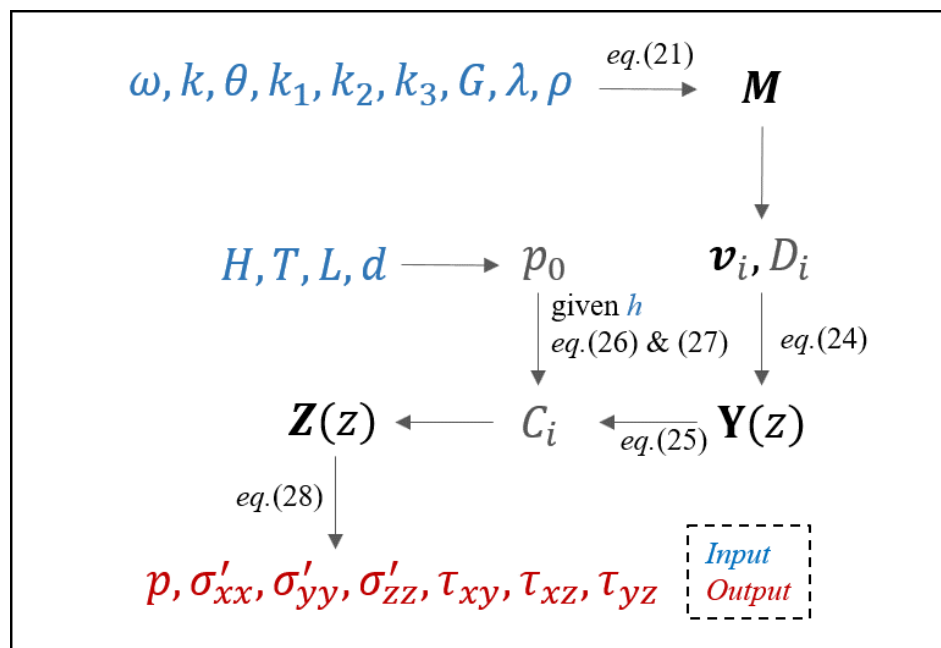 ω, k, θ, k₁, k₂, k₃, G, λ, ρ
eq.(21)
M
H, T, L, d
p₀
vᵢ, Dᵢ
given h
eq.(26) & (27)
eq.(24)
Z(z)
Cᵢ
eq.(25)
Y(z)
eq.(28)
p, σ′xx, σ′yy, σ′zz, τxy, τxz, τyz
Input
Output